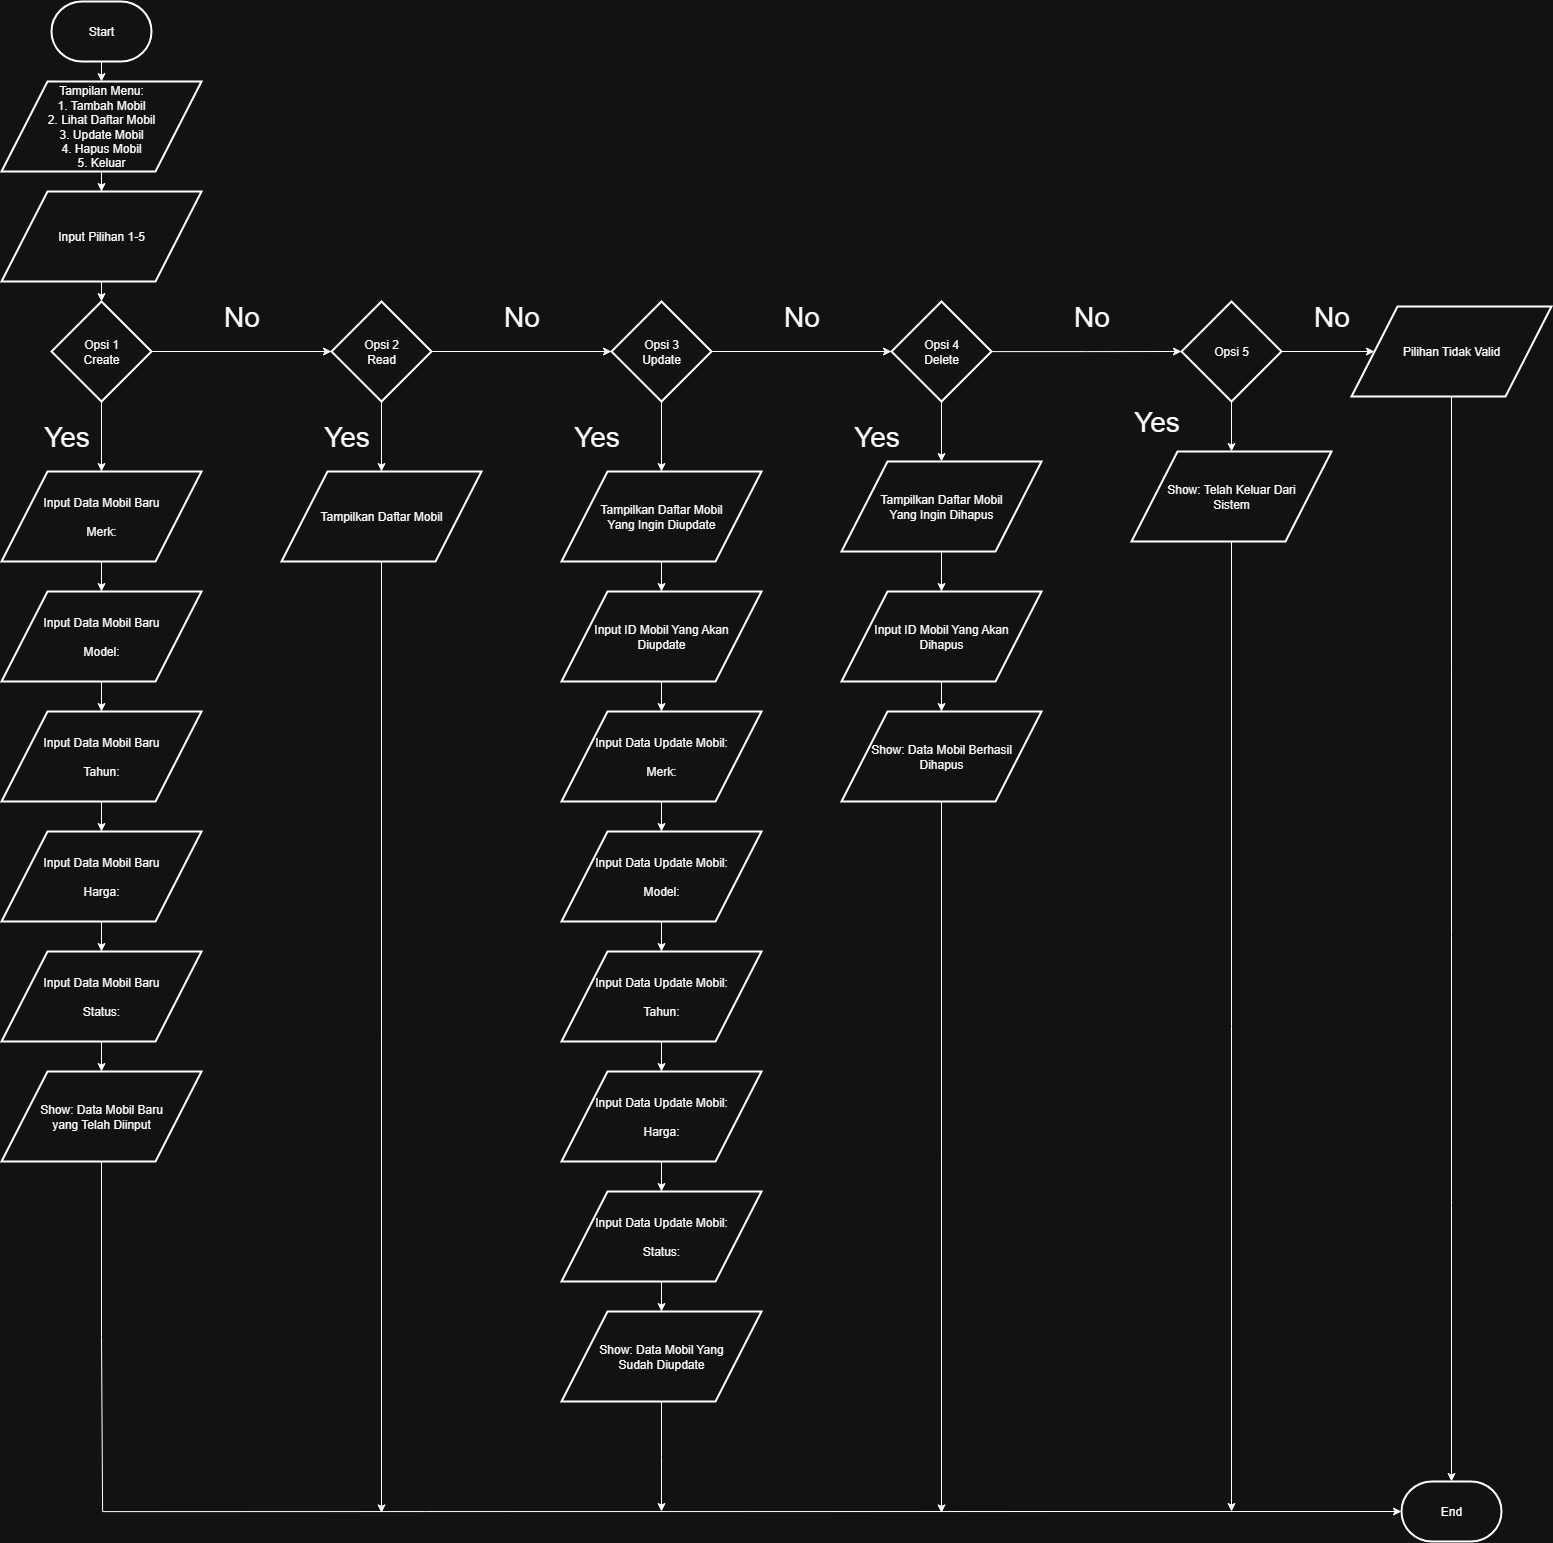 Start
Tampilan Menu:
1. Tambah Mobil
2. Lihat Daftar Mobil
3. Update Mobil
4. Hapus Mobil
5. Keluar
Input Pilihan 1-5
Opsi 1
Create
No
Opsi 2
Read
No
Opsi 3
Update
No
Opsi 4
Delete
No
Opsi 5
No
Pilihan Tidak Valid
Yes
Input Data Mobil Baru
Merk:
Input Data Mobil Baru
Model:
Input Data Mobil Baru
Tahun:
Input Data Mobil Baru
Harga:
Input Data Mobil Baru
Status:
Show: Data Mobil Baru
yang Telah Diinput
Yes
Tampilkan Daftar Mobil
Yes
Tampilkan Daftar Mobil
Yang Ingin Diupdate
Input ID Mobil Yang Akan
Diupdate
Input Data Update Mobil:
Merk:
Input Data Update Mobil:
Model:
Input Data Update Mobil:
Tahun:
Input Data Update Mobil:
Harga:
Input Data Update Mobil:
Status:
Show: Data Mobil Yang
Sudah Diupdate
Yes
Tampilkan Daftar Mobil
Yang Ingin Dihapus
Input ID Mobil Yang Akan
Dihapus
Show: Data Mobil Berhasil
Dihapus
Yes
Show: Telah Keluar Dari
Sistem
End